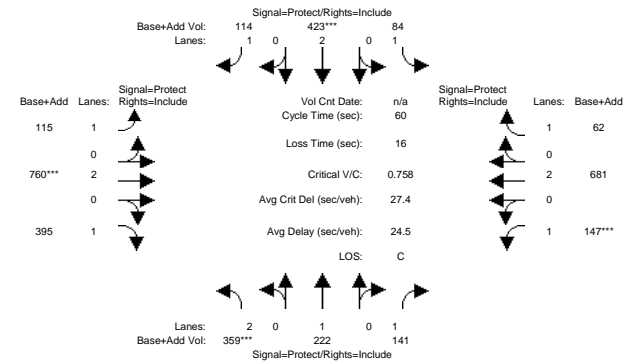 Signal=Protect/Rights=Include
Base+Add Vol: 114 423*** 84
Lanes: 1 0 2 0 1
Signal=Protect
Base+Add Lanes: Rights=Include
Vol Cnt Date: n/a
Signal=Protect
Rights=Include Lanes: Base+Add
Cycle Time (sec): 60
115 1
1 62
Loss Time (sec): 16
0
0
760*** 2
Critical V/C: 0.758
2 681
0
Avg Crit Del (sec/veh): 27.4
0
395 1
Avg Delay (sec/veh): 24.5
1 147***
LOS: C
Lanes: 2 0 1 0 1
Base+Add Vol: 359*** 222 141
Signal=Protect/Rights=Include